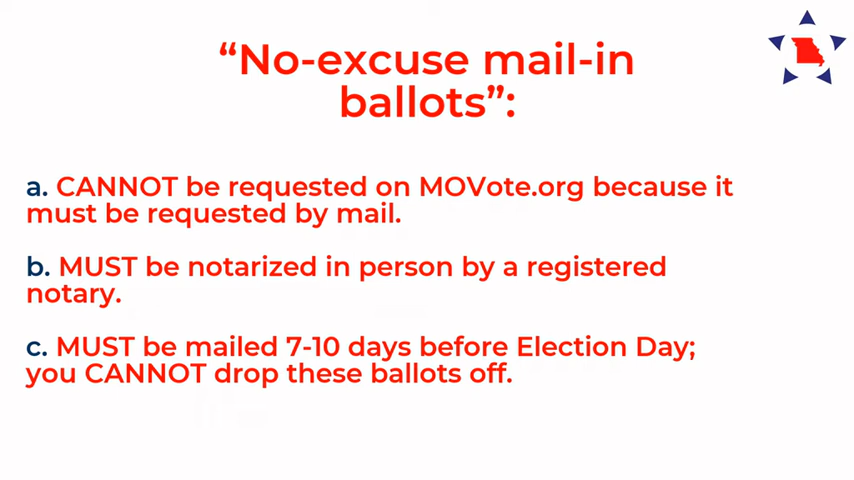 “No-excuse mail-in
ballots”:
a. CANNOT be requested on MOVote.org because it
must be requested by mail.
b. MUST be notarized in person by a registered
notary.
c. MUST be mailed 7-10 days before Election Day;
you CANNOT drop these ballots off.